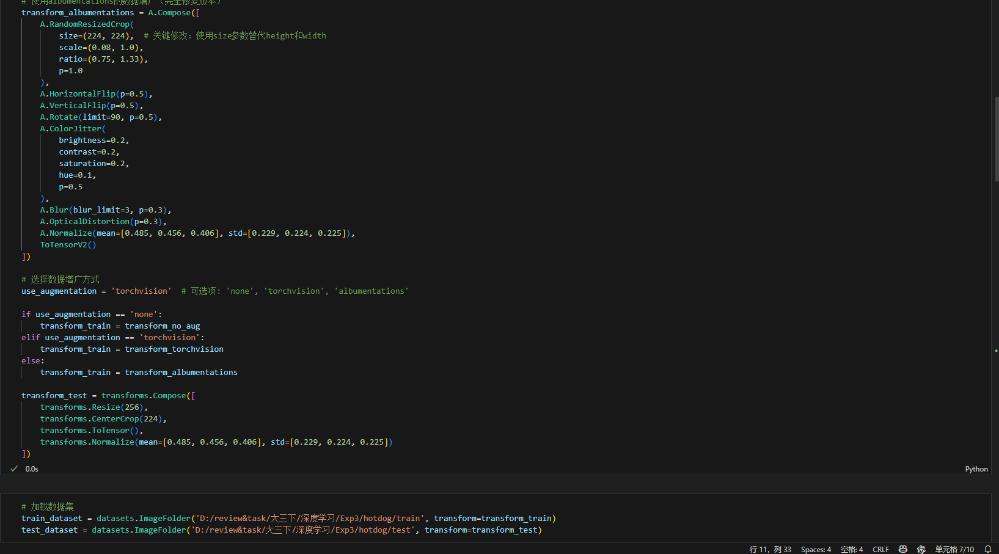 # 使用albumentations的数据增广（完全修复版本）
transform_albumentations = A.Compose([
    A.RandomResizedCrop(
        size=(224, 224),  # 关键修改: 使用size参数替代height和width
        scale=(0.08, 1.0),
        ratio=(0.75, 1.33),
        p=1.0
    ),
    A.HorizontalFlip(p=0.5),
    A.VerticalFlip(p=0.5),
    A.Rotate(limit=90, p=0.5),
    A.ColorJitter(
        brightness=0.2,
        contrast=0.2,
        saturation=0.2,
        hue=0.1,
        p=0.5
    ),
    A.Blur(blur_limit=3, p=0.3),
    A.OpticalDistortion(p=0.3),
    A.Normalize(mean=[0.485, 0.456, 0.406], std=[0.229, 0.224, 0.225]),
    ToTensorV2()
])
# 选择数据增广方式
use_augmentation = 'torchvision'  # 可选项: 'none', 'torchvision', 'albumentations'
if use_augmentation == 'none':
    transform_train = transform_no_aug
elif use_augmentation == 'torchvision':
    transform_train = transform_torchvision
else:
    transform_train = transform_albumentations
transform_test = transforms.Compose([
    transforms.Resize(256),
    transforms.CenterCrop(224),
    transforms.ToTensor(),
    transforms.Normalize(mean=[0.485, 0.456, 0.406], std=[0.229, 0.224, 0.225])
])
0.0s
Python
# 加载数据集
train_dataset = datasets.ImageFolder('D:/review&task/大三下/深度学习/Exp3/hotdog/train', transform=transform_train)
test_dataset = datasets.ImageFolder('D:/review&task/大三下/深度学习/Exp3/hotdog/test', transform=transform_test)
行 11, 列 33 Spaces: 4 空格: 4 CRLF 单元格 7/10